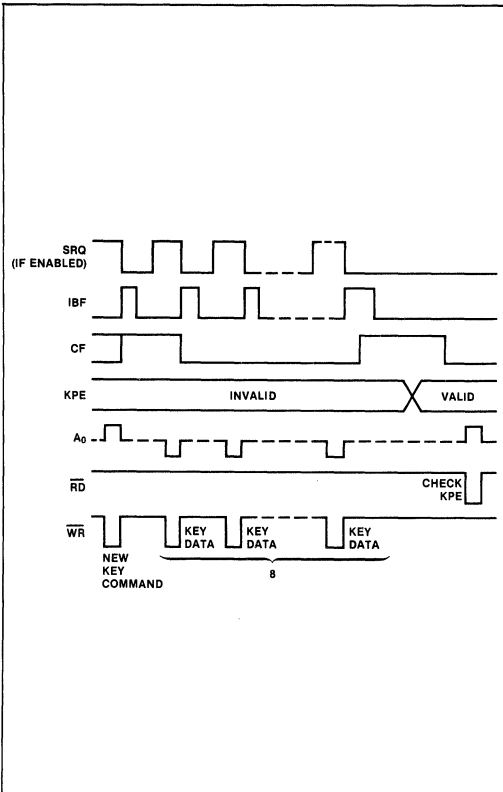 SRQ
(IF ENABLED)
IBF
CF
KPE
INVALID
VALID
A0
RD
CHECK
KPE
WR
KEY
DATA
KEY
DATA
KEY
DATA
NEW
KEY
COMMAND
8